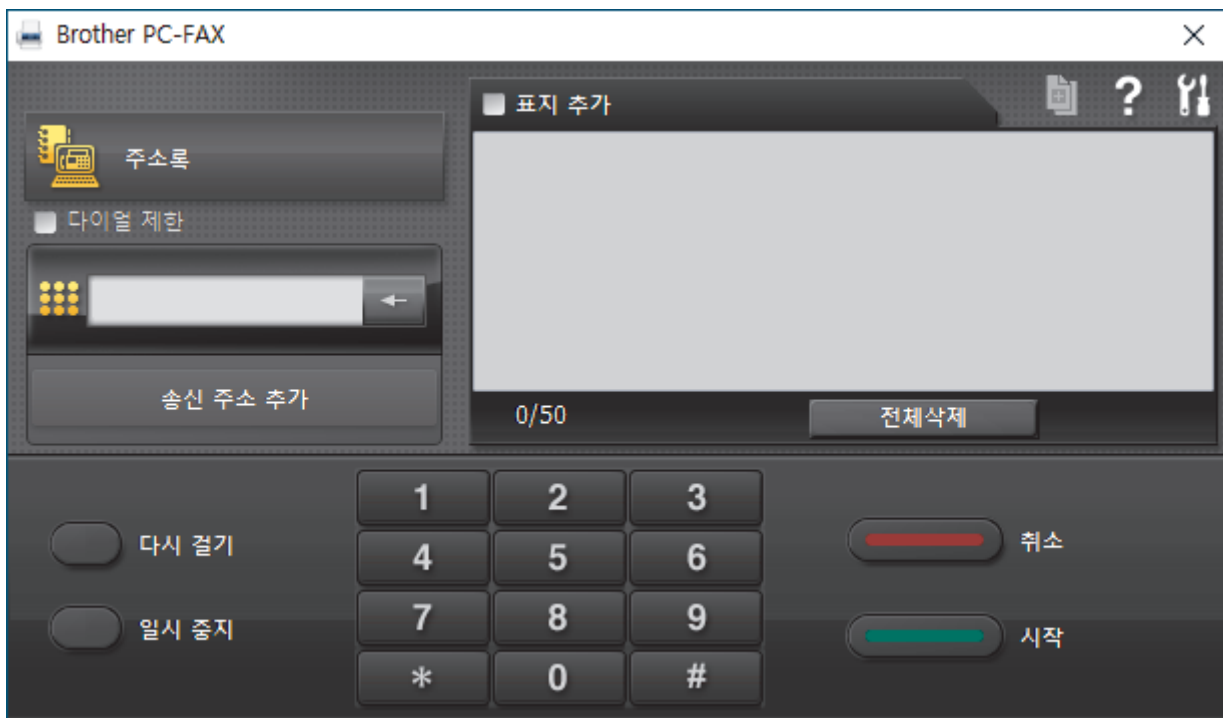 Brother PC-FAX
표지 추가
?
주소록
다이얼 제한
송신 주소 추가
0/50
전체삭제
1 2 3
다시 걸기
취소
4 5 6
일시 중지
7 8 9
시작
* 0 #